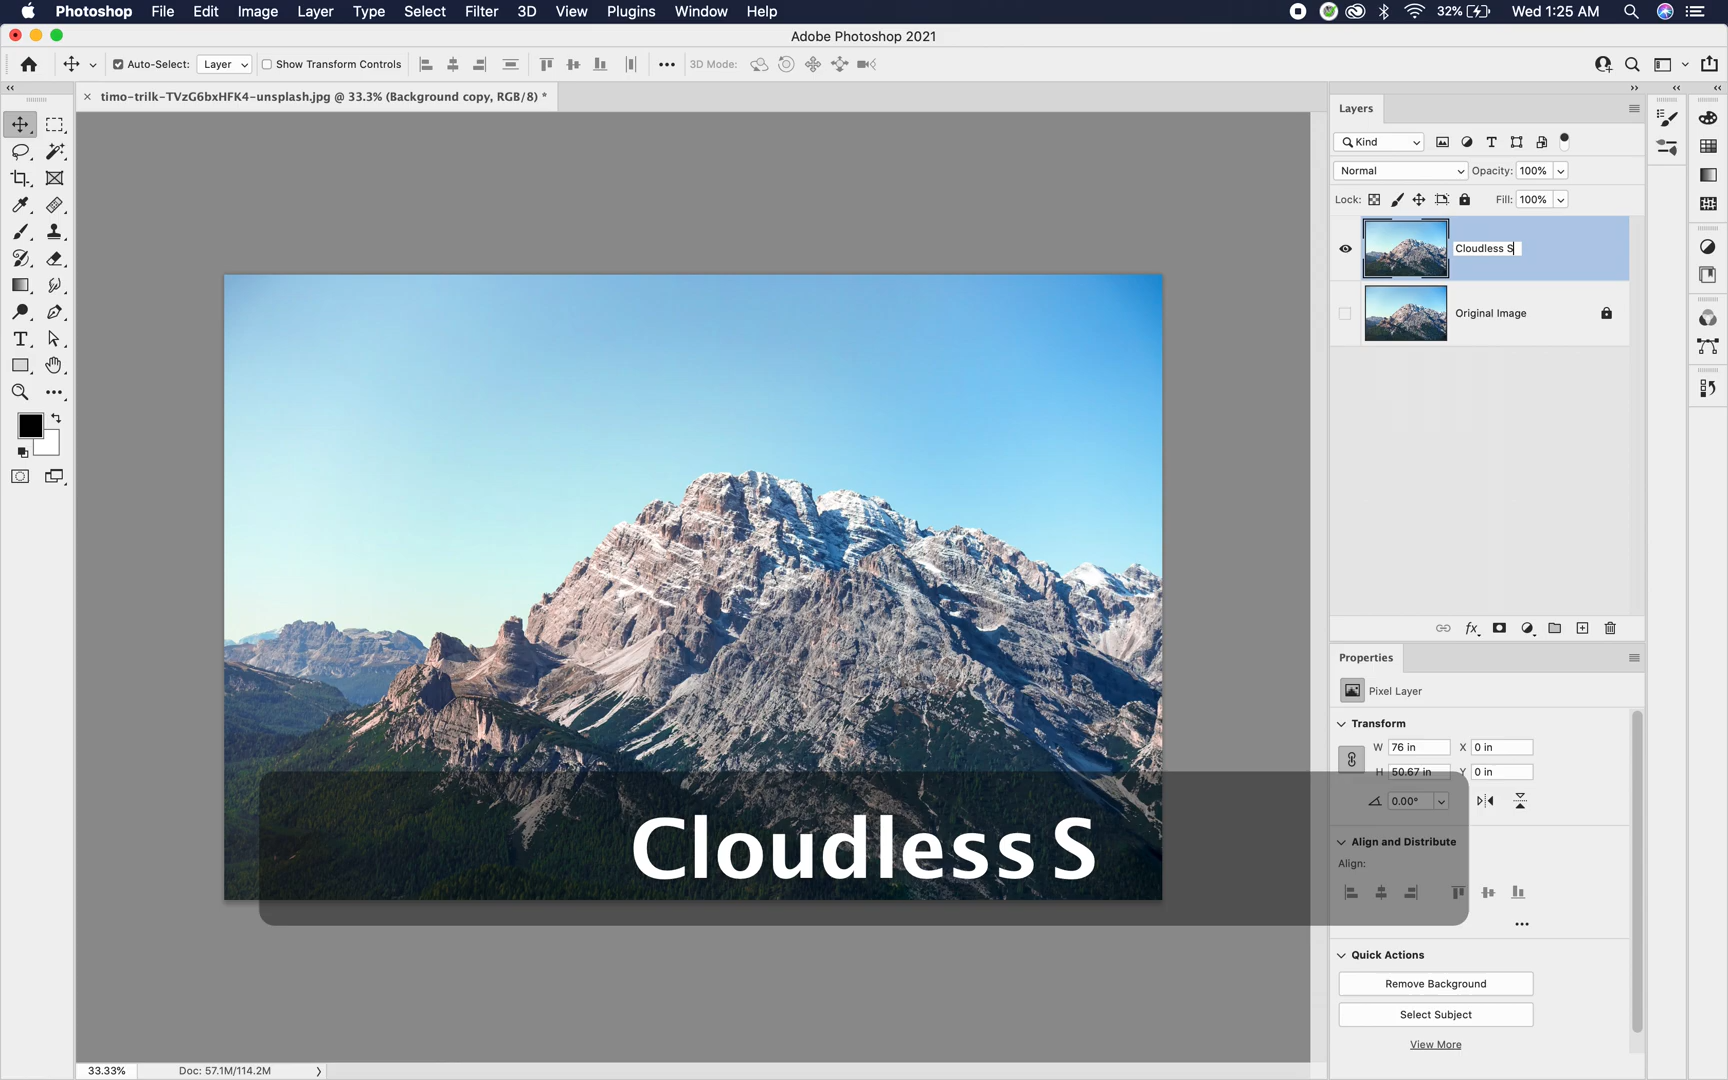 Photoshop File Edit Image Layer Type Select Filter 3D View Plugins Window Help 32% Wed 1:25 AM
Adobe Photoshop 2021
Auto-Select: Layer Show Transform Controls 3D Mode:
timo-trilk-TVzG6bxHFK4-unsplash.jpg @ 33.3% (Background copy, RGB/8) *
Layers
Kind
Normal Opacity: 100%
Lock: Fill: 100%
Cloudless S
Original Image
fx
Properties
Pixel Layer
Transform
W 76 in X 0 in
H 50.67 in Y 0 in
0.00°
Align and Distribute
Align:
Quick Actions
Remove Background
Select Subject
View More
Cloudless S
33.33% Doc: 57.1M/114.2M